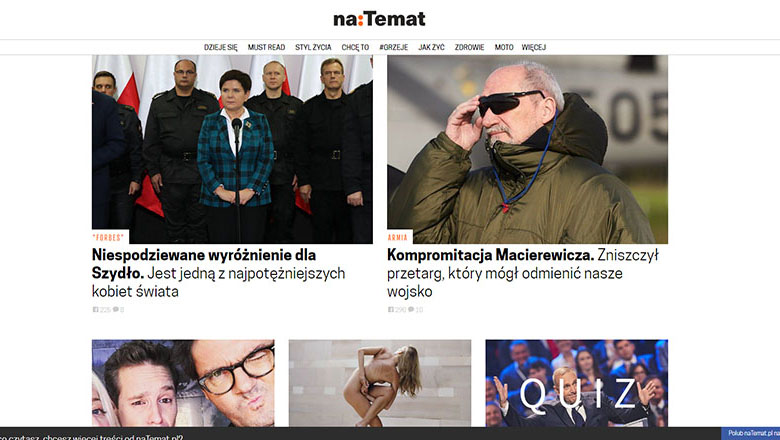 na:Temat
DZIEJE SIĘ MUST READ STYL ŻYCIA CHCĘ TO #GRZEJE JAK ŻYĆ ZDROWIE MOTO WIĘCEJ
05
"FORBES"
Niespodziewane wyróżnienie dla
Szydło. Jest jedną z najpotężniejszych
kobiet świata
225 8
ARMIA
Kompromitacja Macierewicza. Zniszczył
przetarg, który mógł odmienić nasze
wojsko
290 20
QUIZ
co czytasz, chcesz więcej treści od naTemat.pl?
Polub naTemat.pl na